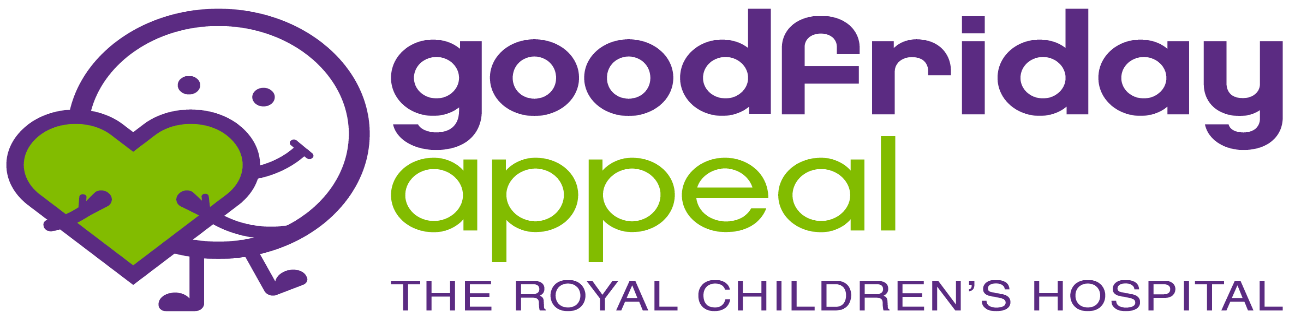 goodfriday
appeal
THE ROYAL CHILDREN'S HOSPITAL